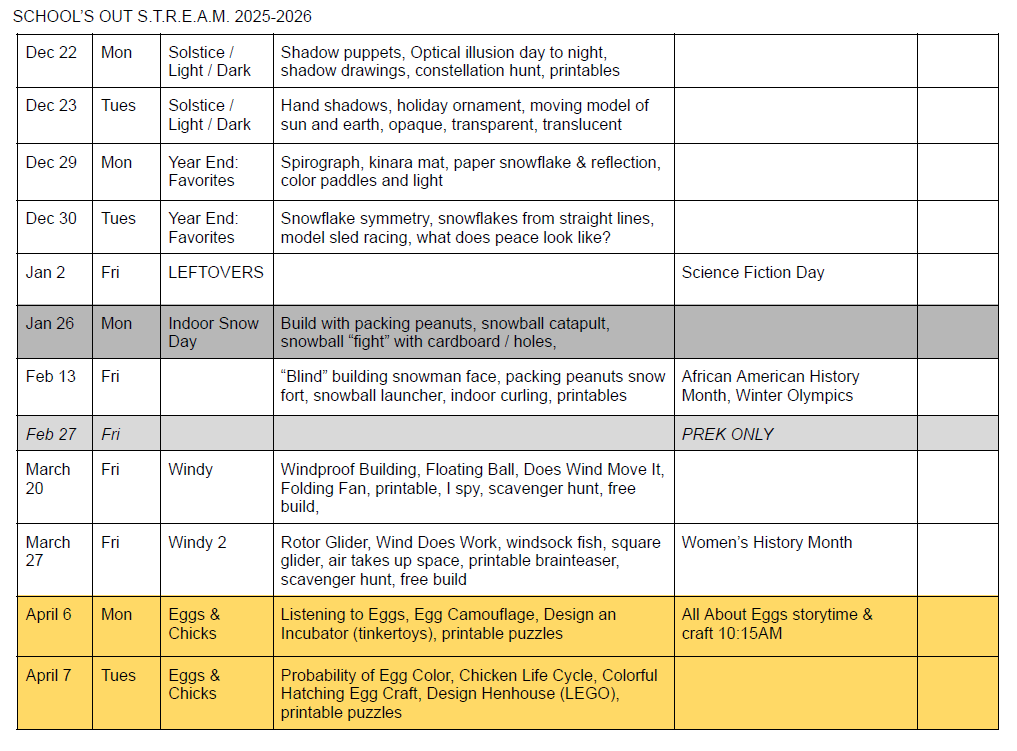 SCHOOL’S OUT S.T.R.E.A.M. 2025-2026
Dec 22 Mon Solstice / Shadow puppets, Optical illusion day to night,
Light / Dark shadow drawings, constellation hunt, printables
Dec 23 Tues Solstice / Hand shadows, holiday ornament, moving model of
Light / Dark sun and earth, opaque, transparent, translucent
Dec 29 Mon Year End: Spirograph, kinara mat, paper snowflake & reflection,
Favorites color paddles and light
Dec 30 Tues Year End: Snowflake symmetry, snowflakes from straight lines,
Favorites model sled racing, what does peace look like?
Jan 2 Fri LEFTOVERS Science Fiction Day
Jan 26 Mon Indoor Snow Build with packing peanuts, snowball catapult,
Day snowball “fight” with cardboard / holes,
Feb 13 Fri “Blind” building snowman face, packing peanuts snow African American History
fort, snowball launcher, indoor curling, printables Month, Winter Olympics
Feb 27 Fri PREK ONLY
March Fri Windy Windproof Building, Floating Ball, Does Wind Move It,
20 Folding Fan, printable, I spy, scavenger hunt, free
build,
March Fri Windy 2 Rotor Glider, Wind Does Work, windsock fish, square Women’s History Month
27 glider, air takes up space, printable brainteaser,
scavenger hunt, free build
April 6 Mon Eggs & Listening to Eggs, Egg Camouflage, Design an All About Eggs storytime &
Chicks Incubator (tinkertoys), printable puzzles craft 10:15AM
April 7 Tues Eggs & Probability of Egg Color, Chicken Life Cycle, Colorful
Chicks Hatching Egg Craft, Design Henhouse (LEGO),
printable puzzles